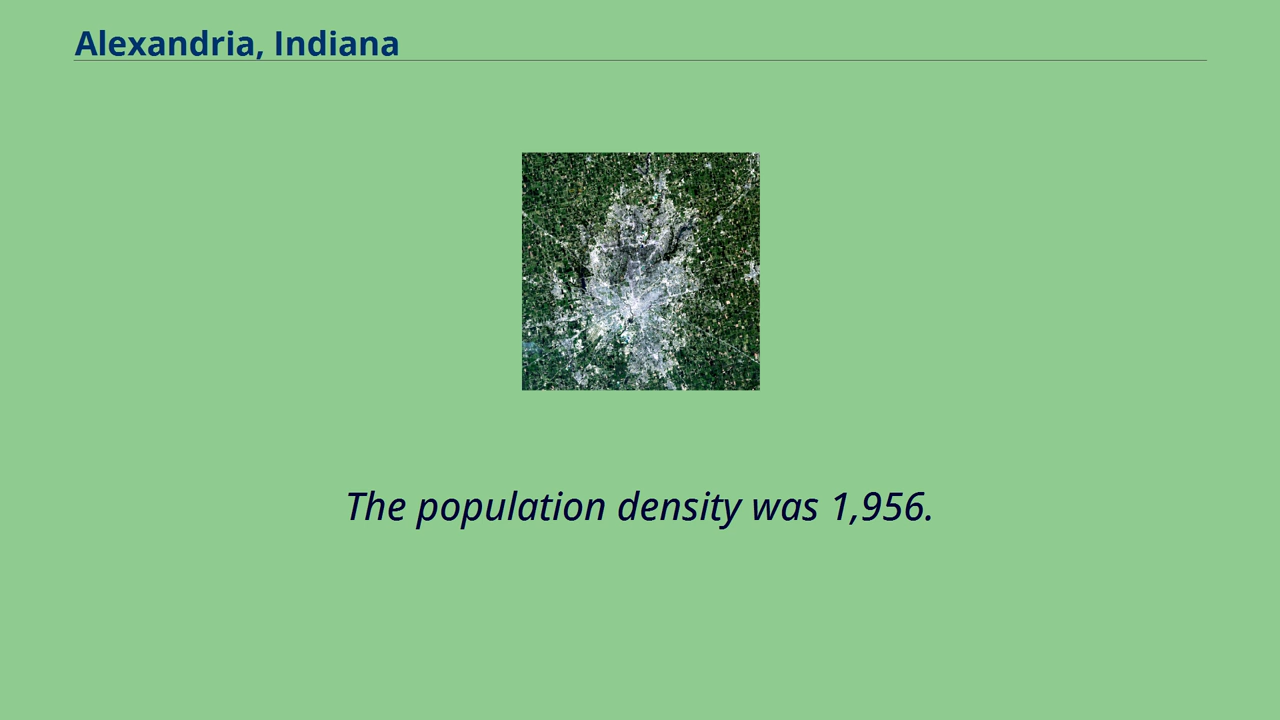 Alexandria, Indiana
The population density was 1,956.